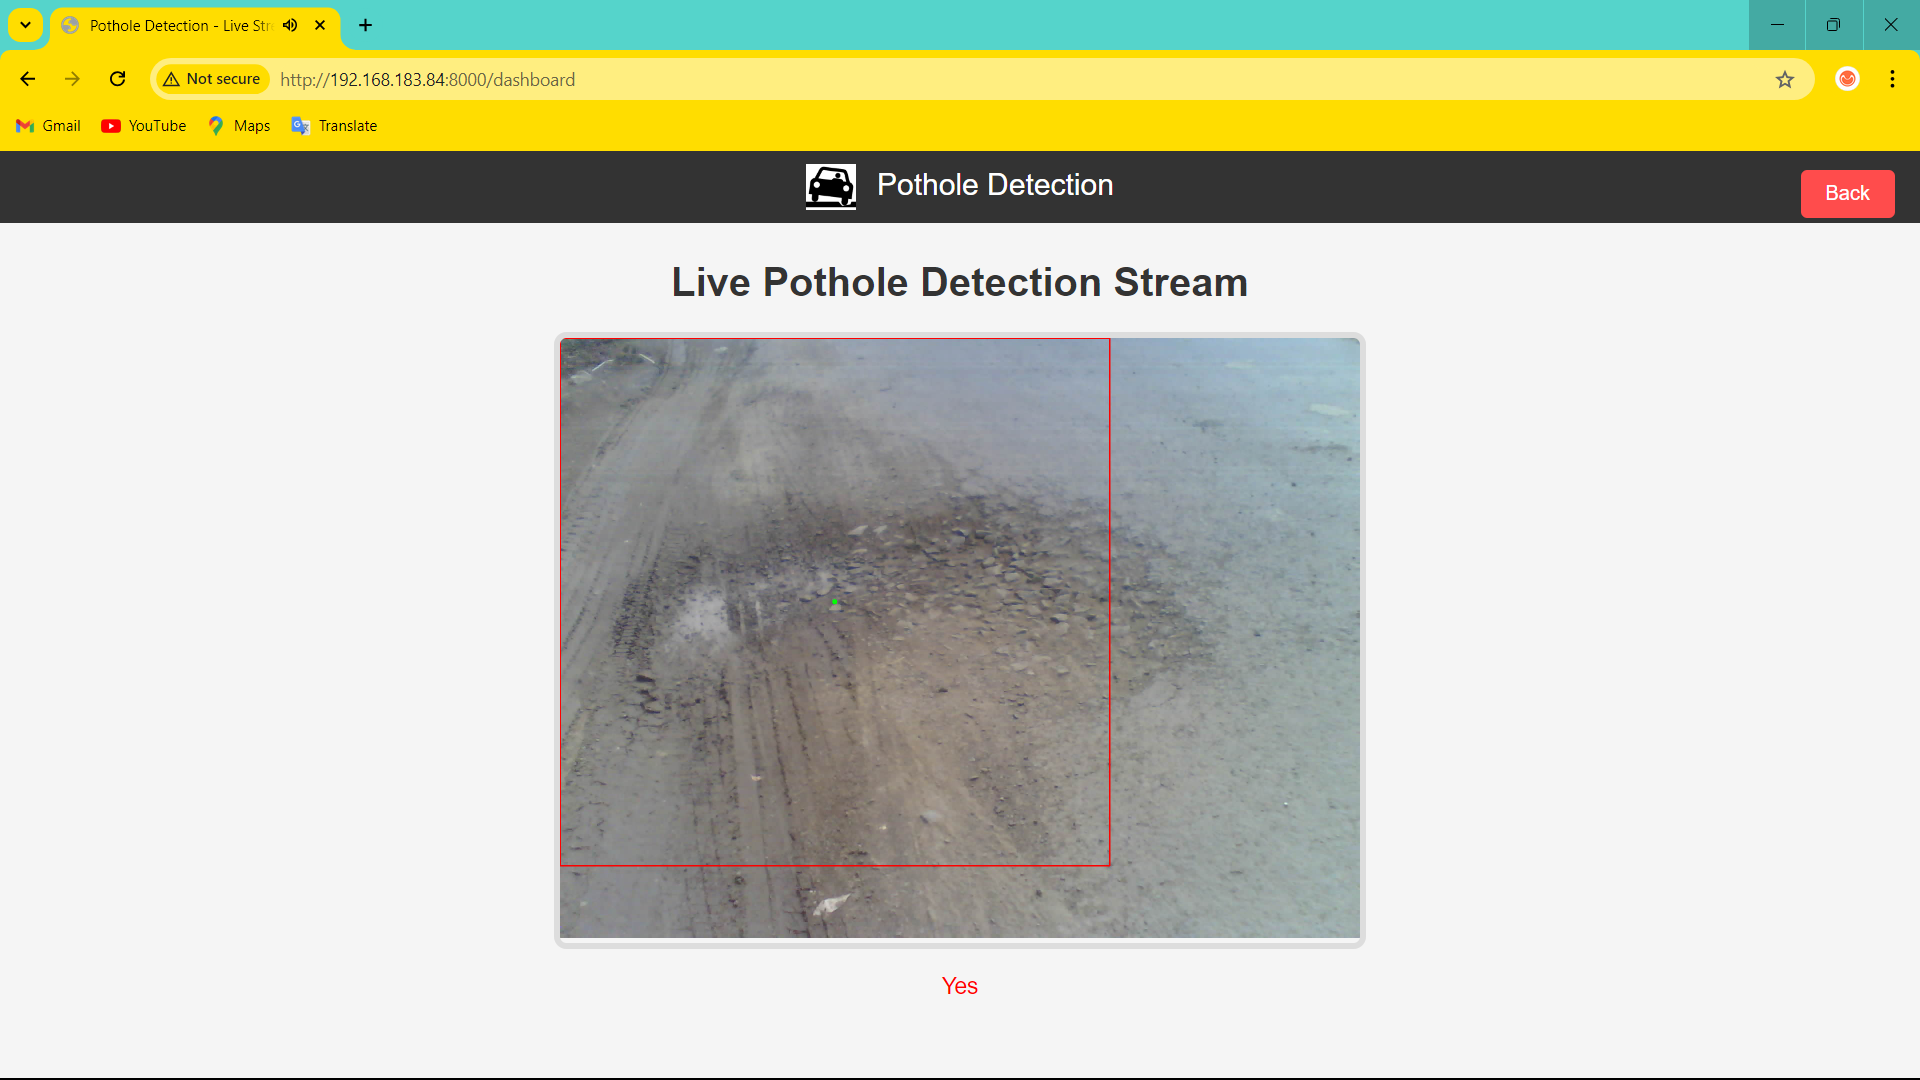 Pothole Detection - Live Str
Not secure
http://192.168.183.84:8000/dashboard
Gmail
YouTube
Maps
Translate
Pothole Detection
Back
Live Pothole Detection Stream
Yes